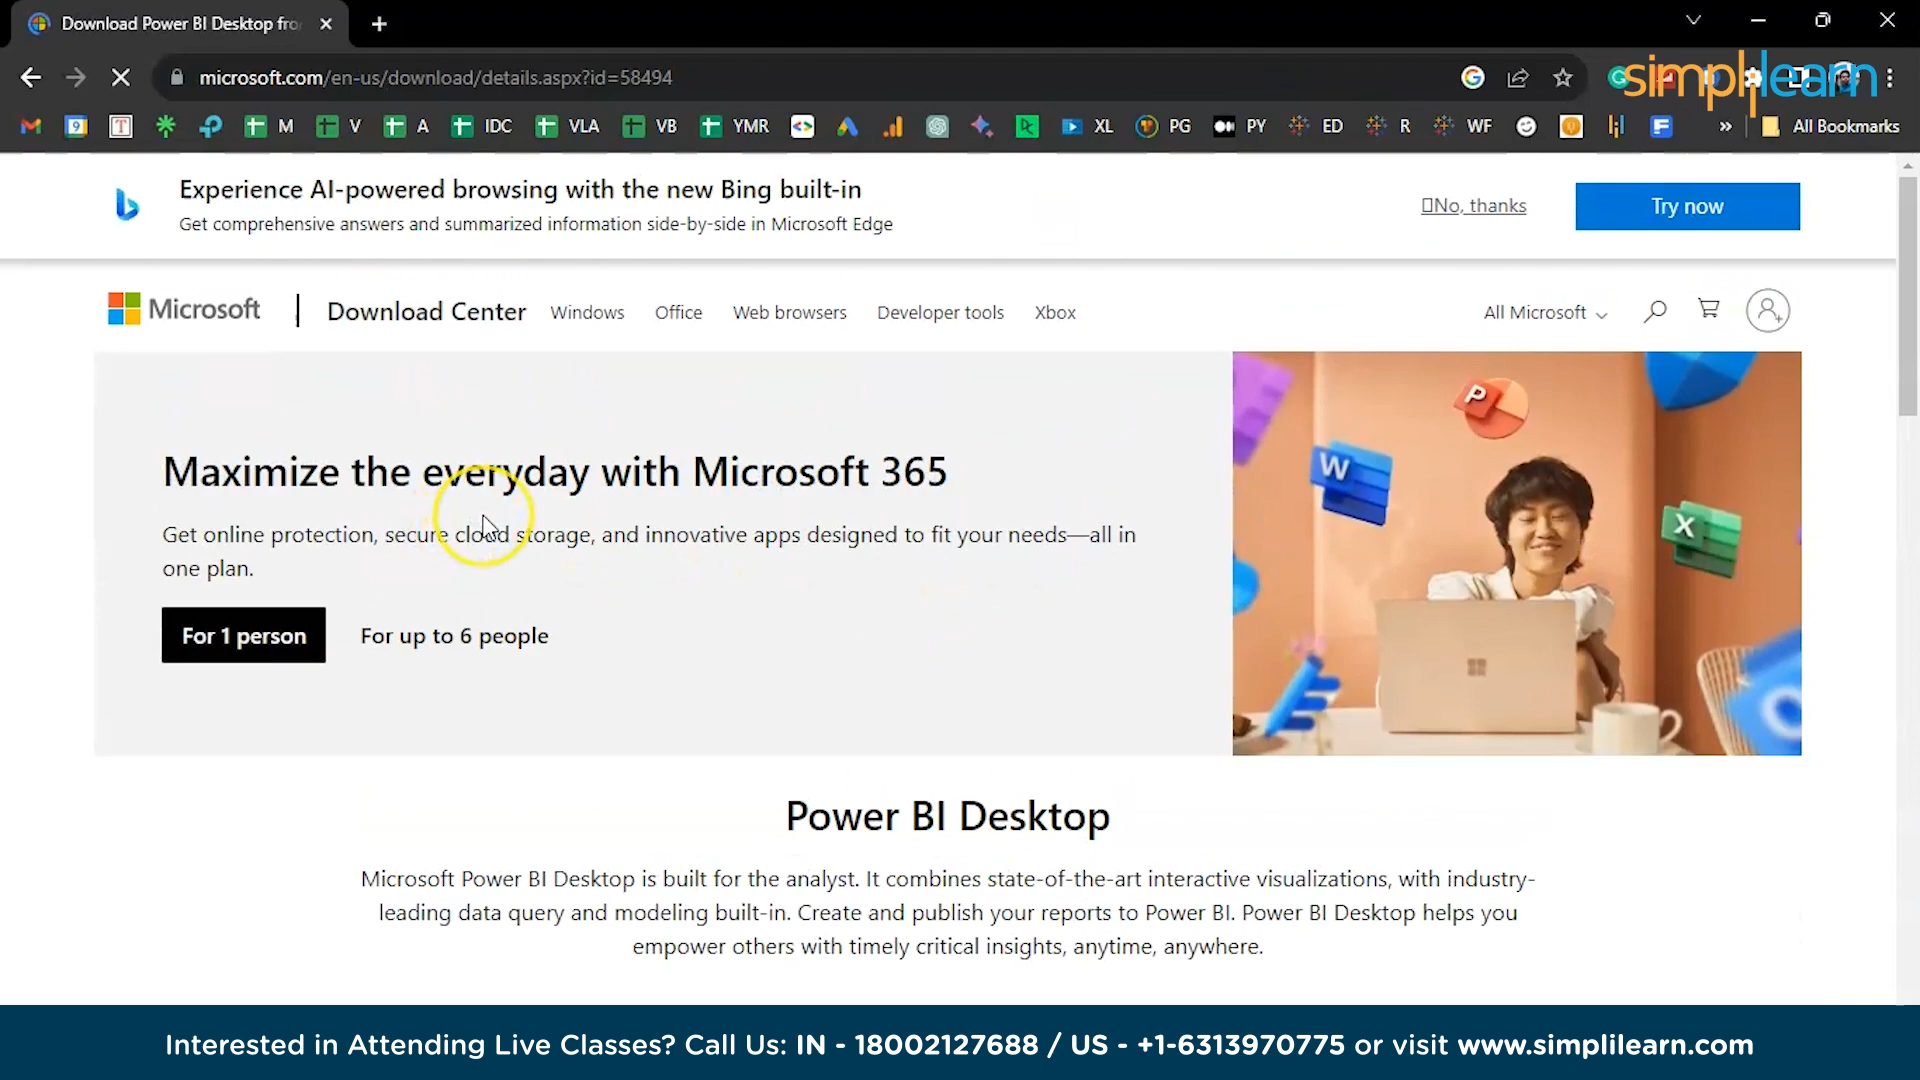 Download Power BI Desktop fro
microsoft.com/en-us/download/details.aspx?id=58494
simplilearn
M V A IDC VLA VB YMR XL PG PY ED R WF » All Bookmarks
Experience AI-powered browsing with the new Bing built-in
Get comprehensive answers and summarized information side-by-side in Microsoft Edge
No, thanks
Try now
Microsoft | Download Center Windows Office Web browsers Developer tools Xbox All Microsoft
Maximize the everyday with Microsoft 365
Get online protection, secure cloud storage, and innovative apps designed to fit your needs—all in
one plan.
For 1 person For up to 6 people
P
W
X
Power BI Desktop
Microsoft Power BI Desktop is built for the analyst. It combines state-of-the-art interactive visualizations, with industry-
leading data query and modeling built-in. Create and publish your reports to Power BI. Power BI Desktop helps you
empower others with timely critical insights, anytime, anywhere.
Interested in Attending Live Classes? Call Us: IN - 18002127688 / US - +1-6313970775 or visit www.simplilearn.com